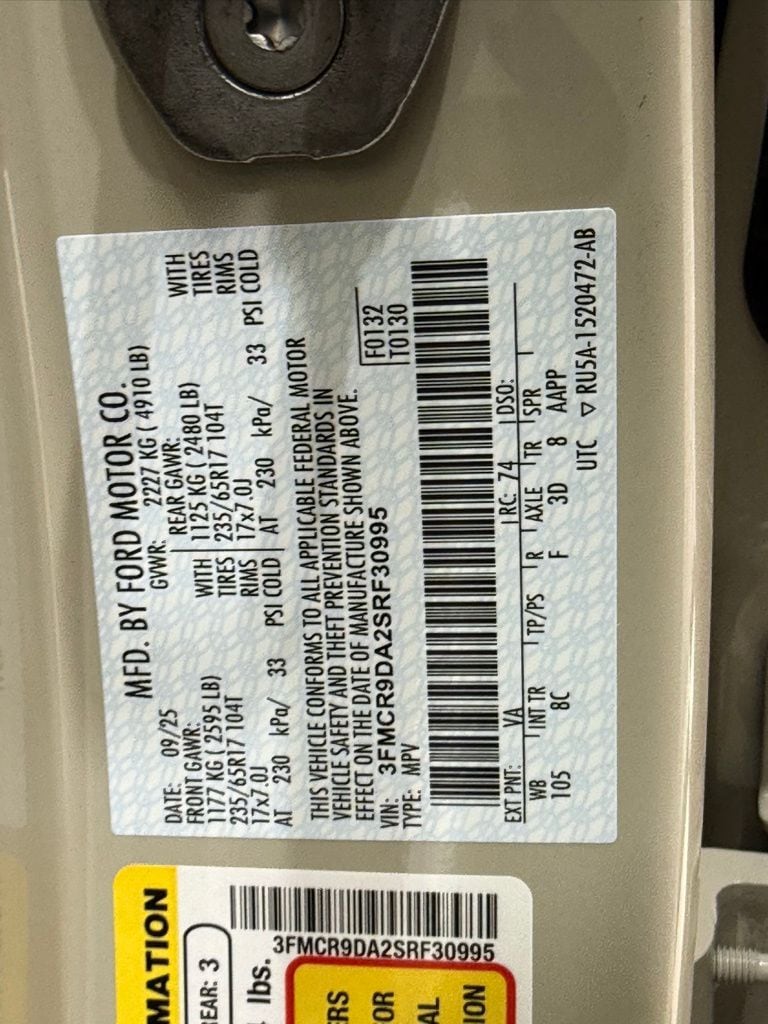 MFD. BY FORD MOTOR CO.
DATE: 09/25 GVWR: 2227 KG ( 4910 LB)
FRONT GAWR: REAR GAWR:
1177 KG ( 2595 LB) WITH 1125 KG ( 2480 LB) WITH
235/65R17 104T TIRES 235/65R17 104T TIRES
17x7.0J RIMS 17x7.0J RIMS
AT 230 kPa/ 33 PSI COLD AT 230 kPa/ 33 PSI COLD
THIS VEHICLE CONFORMS TO ALL APPLICABLE FEDERAL MOTOR
VEHICLE SAFETY AND THEFT PREVENTION STANDARDS IN
EFFECT ON THE DATE OF MANUFACTURE SHOWN ABOVE.
VIN: 3FMCR9DA2SRF30995 F0132
TYPE: MPV T0130
EXT PNT: VA RC: 74 DSO:
WB INT TR TP/PS R AXLE TR SPR
105 8C F 3D 8 AAPP
UTC ▽ RU5A-1520472-AB
MATION
REAR: 3
lbs.
3FMCR9DA2SRF30995
ERS
OR
AL
ION